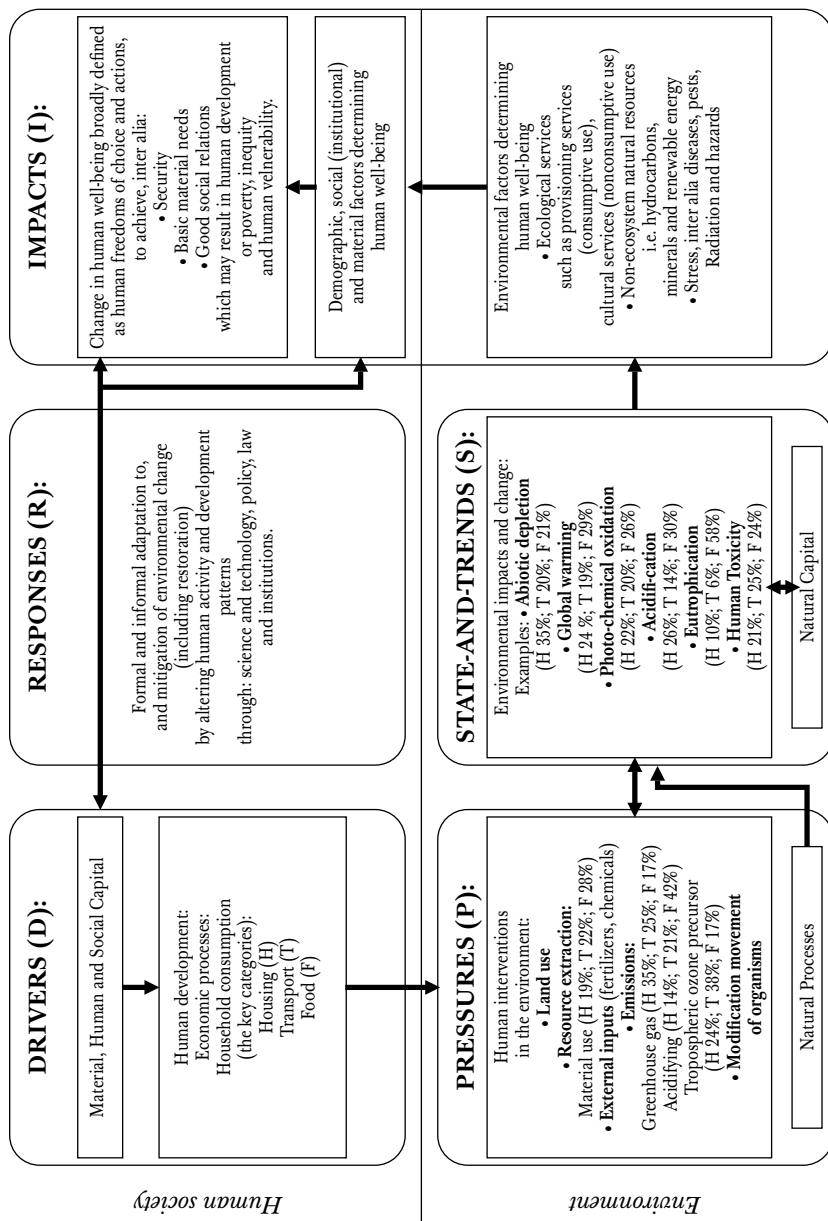 Human society
DRIVERS (D):
Material, Human and Social Capital
Human development:
Economic processes:
Household consumption
(the key categories):
Housing (H)
Transport (T)
Food (F)
RESPONSES (R):
Formal and informal adaptation to,
and mitigation of environmental change
(including restoration)
by altering human activity and development
patterns
through: science and technology, policy, law
and institutions.
IMPACTS (I):
Change in human well-being broadly defined
as human freedoms of choice and actions,
to achieve, inter alia:
• Security
• Basic material needs
• Good social relations
which may result in human development
or poverty, inequity
and human velnerability.
Demographic, social (institutional)
and material factors determining
human well-being
Environment
PRESSURES (P):
Human interventions
in the environment:
• Land use
• Resource extraction:
Material use (H 19%; T 22%; F 28%)
• External inputs (fertilizers, chemicals)
• Emissions:
Greenhouse gas (H 35%; T 25%; F 17%)
Acidifying (H 14%; T 21%; F 42%)
Tropospheric ozone precursor
(H 24%; T 38%; F 17%)
• Modification movement
of organisms
Natural Processes
STATE-AND-TRENDS (S):
Environmental impacts and change:
Examples: • Abiotic depletion
(H 35%; T 20%; F 21%)
• Global warming
(H 24 %; T 19%; F 29%)
• Photo-chemical oxidation
(H 22%; T 20%; F 26%)
• Acidifi-cation
(H 26%; T 14%; F 30%)
• Eutrophication
(H 10%; T 6%; F 58%)
• Human Toxicity
(H 21%; T 25%; F 24%)
Natural Capital
Environmental factors determining
human well-being
• Ecological services
such as provisioning services
(consumptive use),
cultural services (nonconsumptive use)
• Non-ecosystem natural resources
i.e. hydrocarbons,
minerals and renewable energy
• Stress, inter alia diseases, pests,
Radiation and hazards